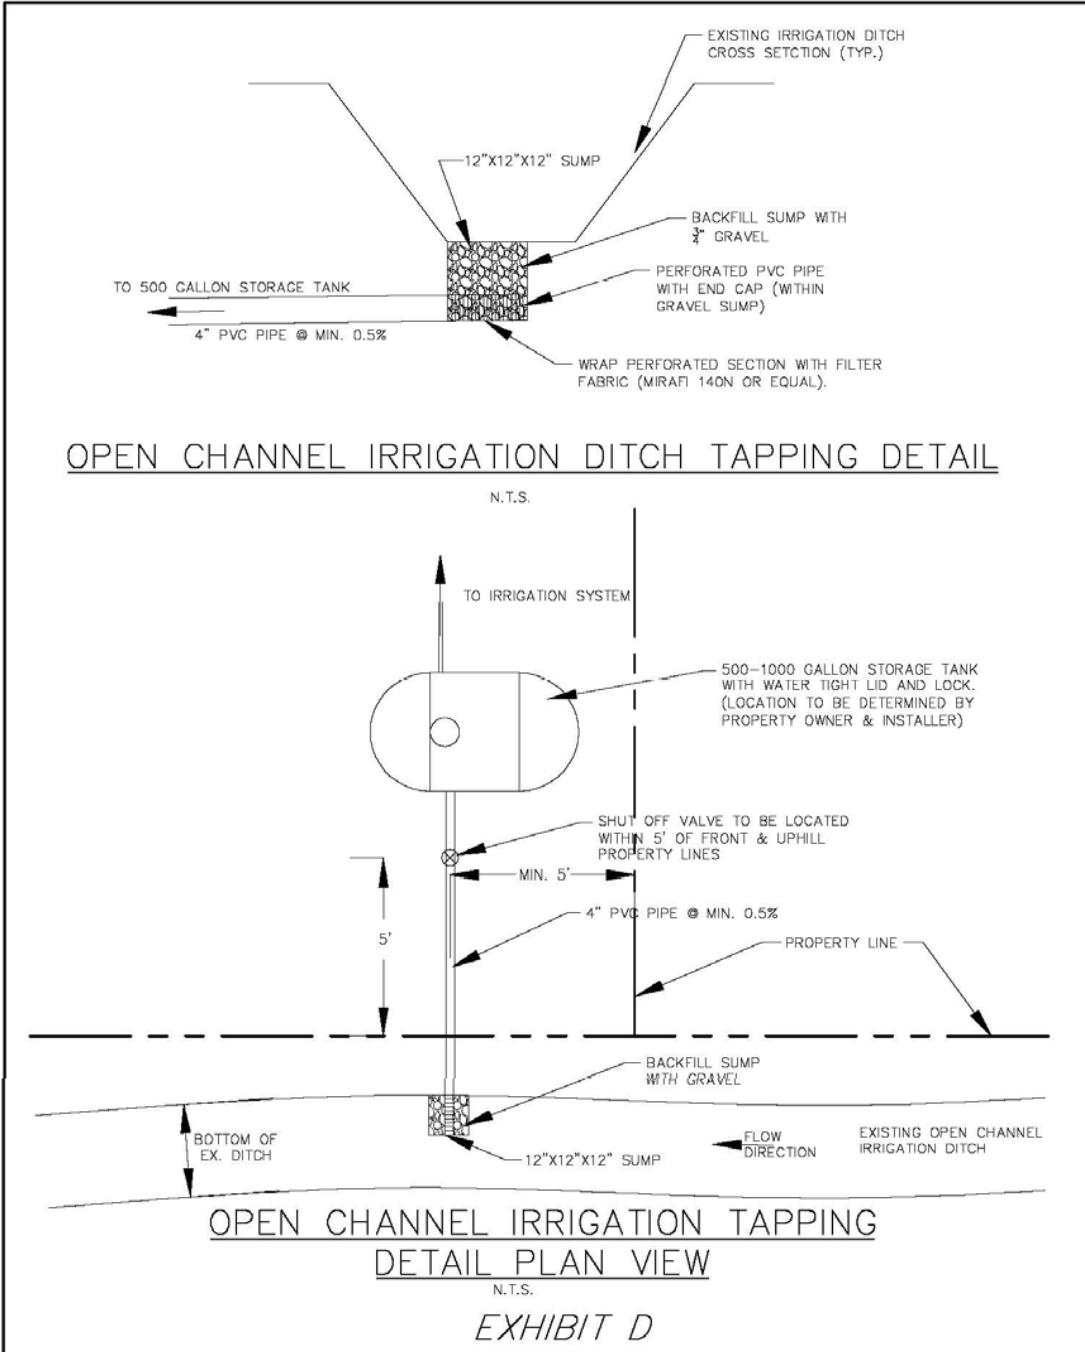 EXISTING IRRIGATION DITCH
CROSS SETCTION (TYP.)
12"X12"X12" SUMP
BACKFILL SUMP WITH
3/4" GRAVEL
PERFORATED PVC PIPE
WITH END CAP (WITHIN
GRAVEL SUMP)
TO 500 GALLON STORAGE TANK
4" PVC PIPE @ MIN. 0.5%
WRAP PERFORATED SECTION WITH FILTER
FABRIC (MIRAFI 140N OR EQUAL).
OPEN CHANNEL IRRIGATION DITCH TAPPING DETAIL
N.T.S.
TO IRRIGATION SYSTEM
500-1000 GALLON STORAGE TANK
WITH WATER TIGHT LID AND LOCK.
(LOCATION TO BE DETERMINED BY
PROPERTY OWNER & INSTALLER)
SHUT OFF VALVE TO BE LOCATED
WITHIN 5' OF FRONT & UPHILL
PROPERTY LINES
MIN. 5'
4" PVC PIPE @ MIN. 0.5%
5'
PROPERTY LINE
BACKFILL SUMP
WITH GRAVEL
BOTTOM OF
EX. DITCH
FLOW
DIRECTION
EXISTING OPEN CHANNEL
IRRIGATION DITCH
12"X12"X12" SUMP
OPEN CHANNEL IRRIGATION TAPPING
DETAIL PLAN VIEW
N.T.S.
EXHIBIT D